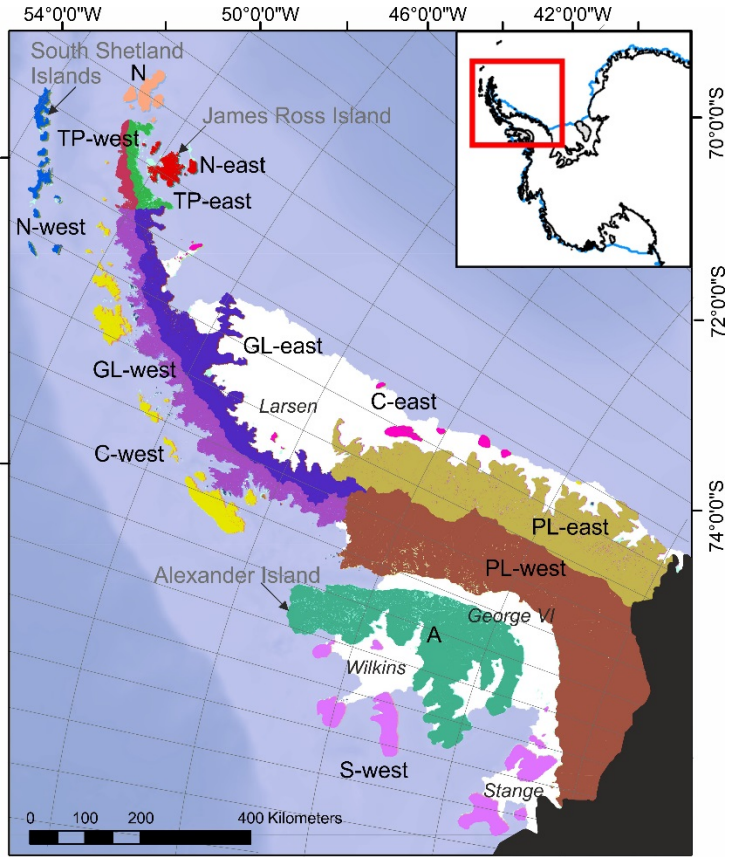 54°0'0"W
50°0'0"W
46°0'0"W
42°0'0"W
South Shetland
Islands
N
James Ross Island
TP-west
N-east
TP-east
N-west
70°0'0"S
72°0'0"S
74°0'0"S
GL-east
GL-west
Larsen
C-east
C-west
PL-east
PL-west
Alexander Island
George VI
A
Wilkins
S-west
Stange
0 100 200 400 Kilometers